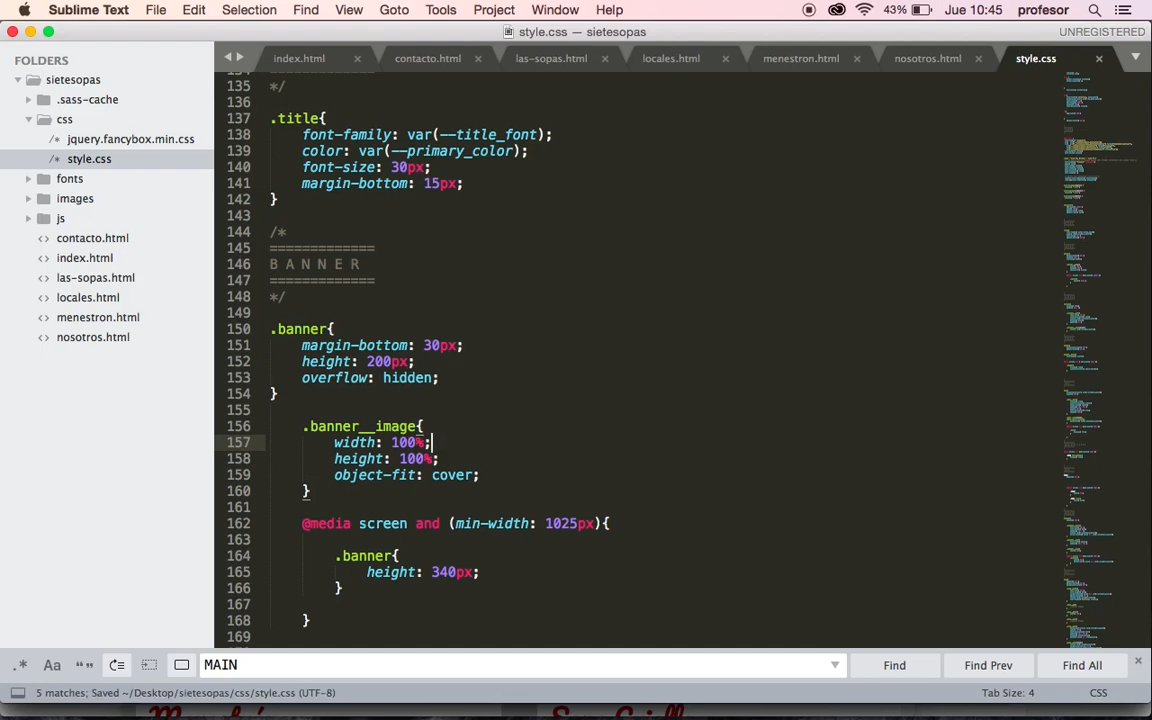 Sublime Text File Edit Selection Find View Goto Tools Project Window Help 43% Jue 10:45 profesor
style.css — sietesopas UNREGISTERED
FOLDERS
sietesopas
.sass-cache
css
/* jquery.fancybox.min.css
/* style.css
fonts
images
js
<> contacto.html
<> index.html
<> las-sopas.html
<> locales.html
<> menestron.html
<> nosotros.html
index.html × contacto.html × las-sopas.html × locales.html × menestron.html × nosotros.html × style.css ×
134 =============
135 */
136
137 .title{
138 font-family: var(--title_font);
139 color: var(--primary_color);
140 font-size: 30px;
141 margin-bottom: 15px;
142 }
143
144 /*
145 =============
146 B A N N E R
147 =============
148 */
149
150 .banner{
151 margin-bottom: 30px;
152 height: 200px;
153 overflow: hidden;
154 }
155
156 .banner__image{
157 width: 100%;
158 height: 100%;
159 object-fit: cover;
160 }
161
162 @media screen and (min-width: 1025px){
163
164 .banner{
165 height: 340px;
166 }
167
168 }
169
.* Aa “” MAIN Find Find Prev Find All ×
5 matches; Saved ~/Desktop/sietesopas/css/style.css (UTF-8) Tab Size: 4 CSS